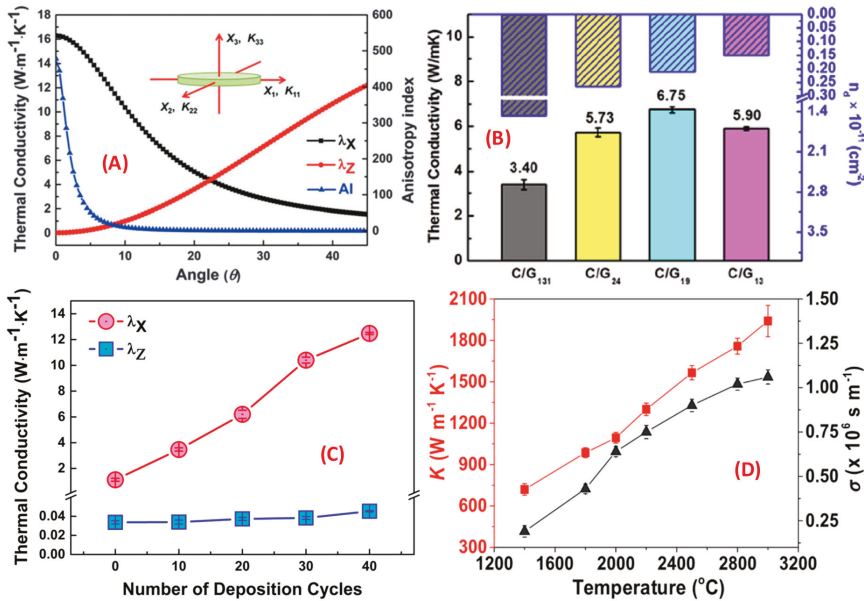 Thermal Conductivity (W·m⁻¹·K⁻¹)
18
16
14
12
10
8
6
4
2
0
(A)
X₃, K₃₃
X₂, K₂₂
X₁, K₁₁
λX
λZ
AI
600
500
400
300
200
100
0
Anisotropy index
0 10 20 30 40
Angle (θ)
Thermal Conductivity (W/mK)
10
8
6
4
2
0
(B)
3.40
5.73
6.75
5.90
C/G₁₃₁ C/G₂₄ C/G₁₉ C/G₁₃
0.00
0.05
0.10
0.15
0.20
0.25
0.30
1.4
2.1
2.8
3.5
Thermal Conductivity (W·m⁻¹·K⁻¹)
14
12
10
8
6
4
2
0.04
0.02
0.00
λX
λZ
(C)
0 10 20 30 40
Number of Deposition Cycles
K (W m⁻¹ K⁻¹)
2100
1800
1500
1200
900
600
300
(D)
1.50
1.25
1.00
0.75
0.50
0.25
σ (x 10⁶ s m⁻¹)
1200 1600 2000 2400 2800 3200
Temperature (°C)